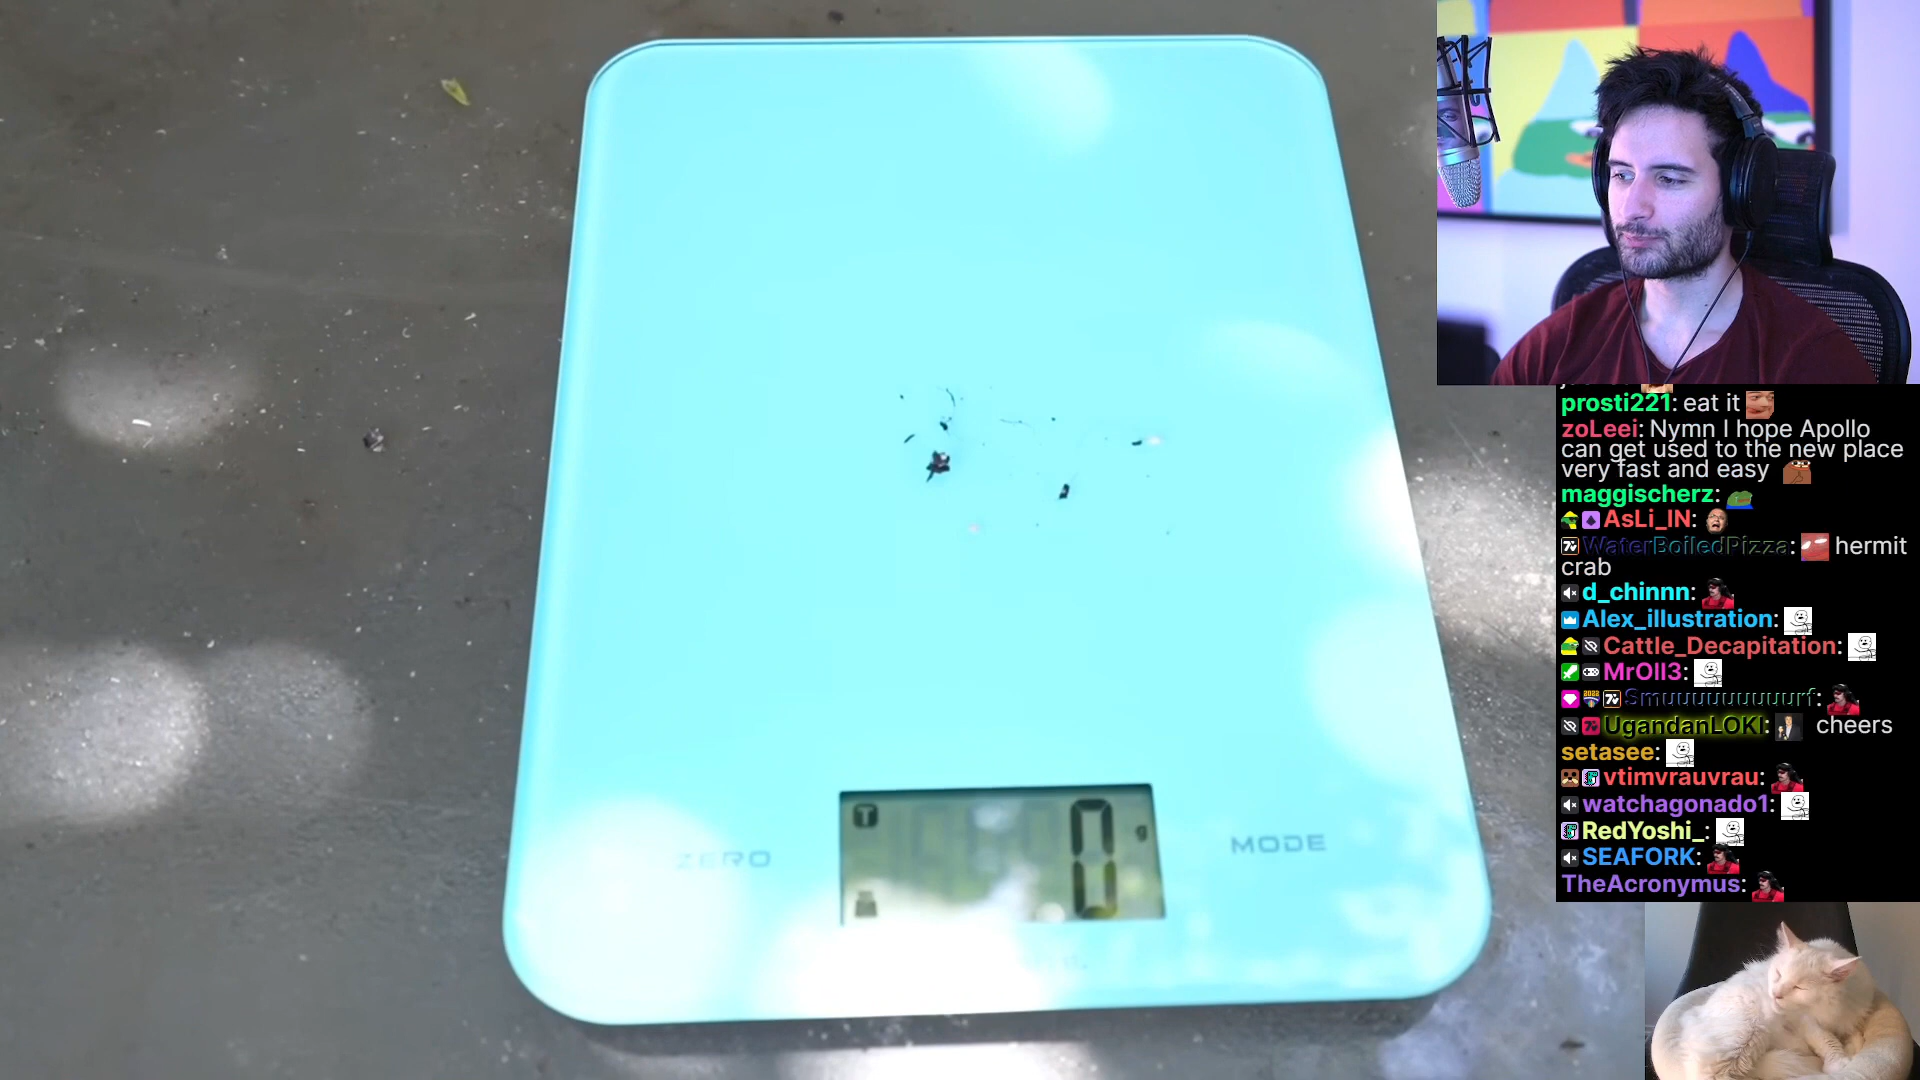 ZERO
T
0 g
MODE
prosti221: eat it
zoLeei: Nymn I hope Apollo
can get used to the new place
very fast and easy
maggischerz:
AsLi_IN:
WaterBoiledPizza: hermit
crab
d_chinnn:
Alex_illustration:
Cattle_Decapitation:
MrOll3:
Smuuuuuuuuuurf:
UgandanLOKI: cheers
setasee:
vtimvrauvrau:
watchagonado1:
RedYoshi_:
SEAFORK:
TheAcronymus: